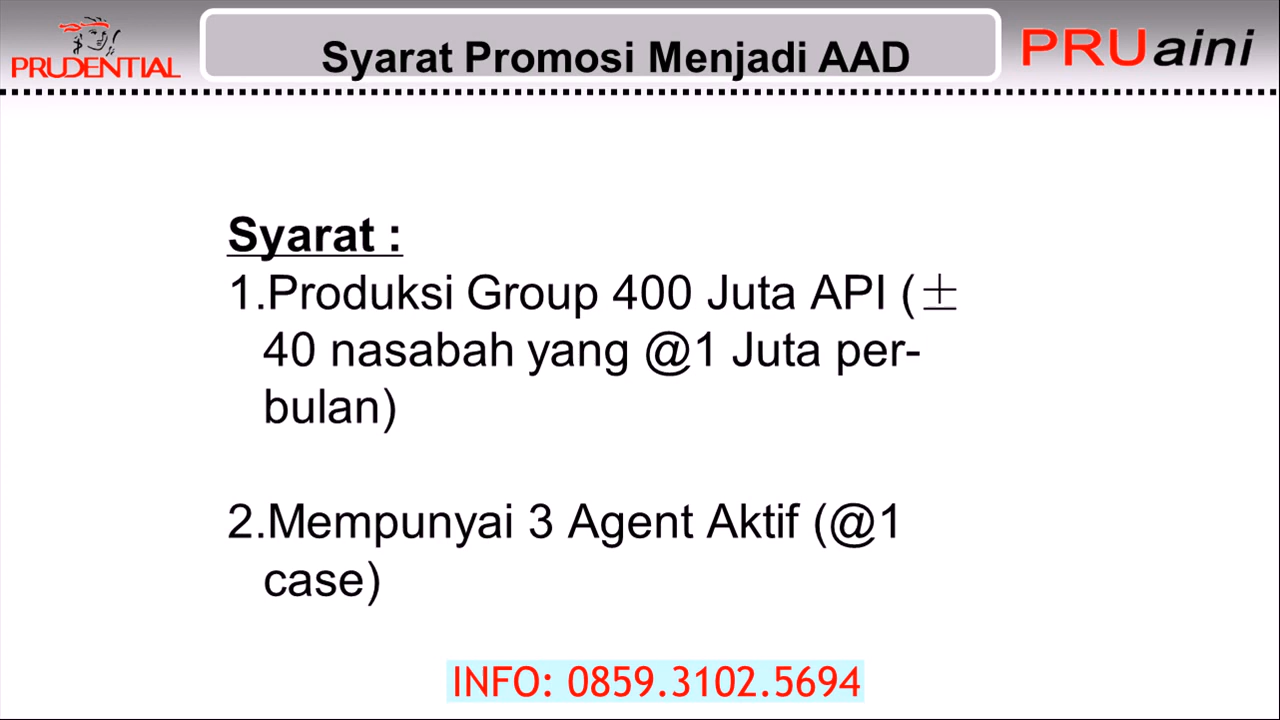 PRUDENTIAL
Syarat Promosi Menjadi AAD
PRUaini
Syarat :
1.Produksi Group 400 Juta API (±
40 nasabah yang @1 Juta per-
bulan)
2.Mempunyai 3 Agent Aktif (@1
case)
INFO: 0859.3102.5694